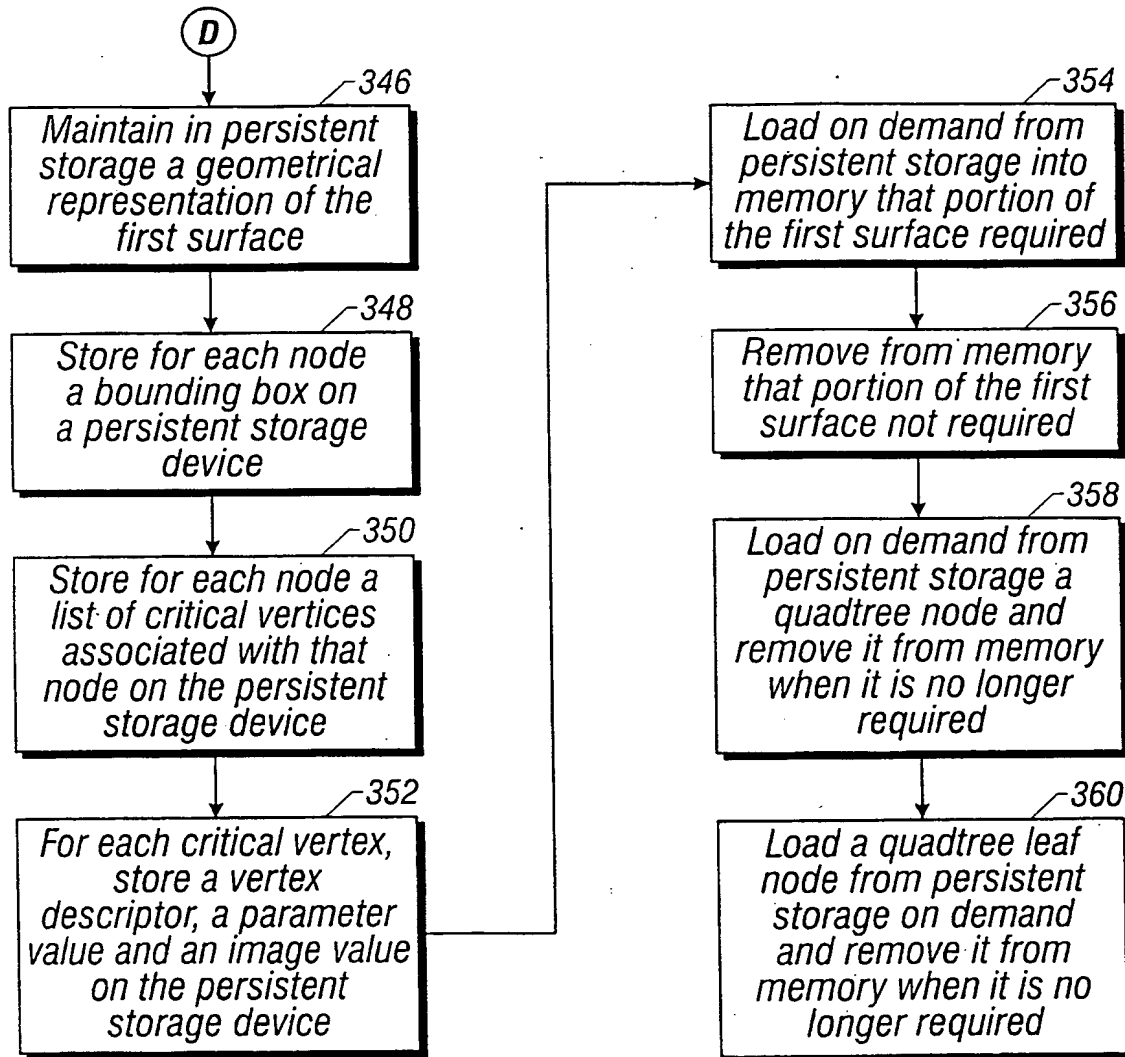 D
346
Maintain in persistent
storage a geometrical
representation of the
first surface
348
Store for each node
a bounding box on
a persistent storage
device
350
Store for each node a
list of critical vertices
associated with that
node on the persistent
storage device
352
For each critical vertex,
store a vertex
descriptor, a parameter
value and an image value
on the persistent
storage device
354
Load on demand from
persistent storage into
memory that portion of
the first surface required
356
Remove from memory
that portion of the first
surface not required
358
Load on demand from
persistent storage a
quadtree node and
remove it from memory
when it is no longer
required
360
Load a quadtree leaf
node from persistent
storage on demand
and remove it from
memory when it is no
longer required